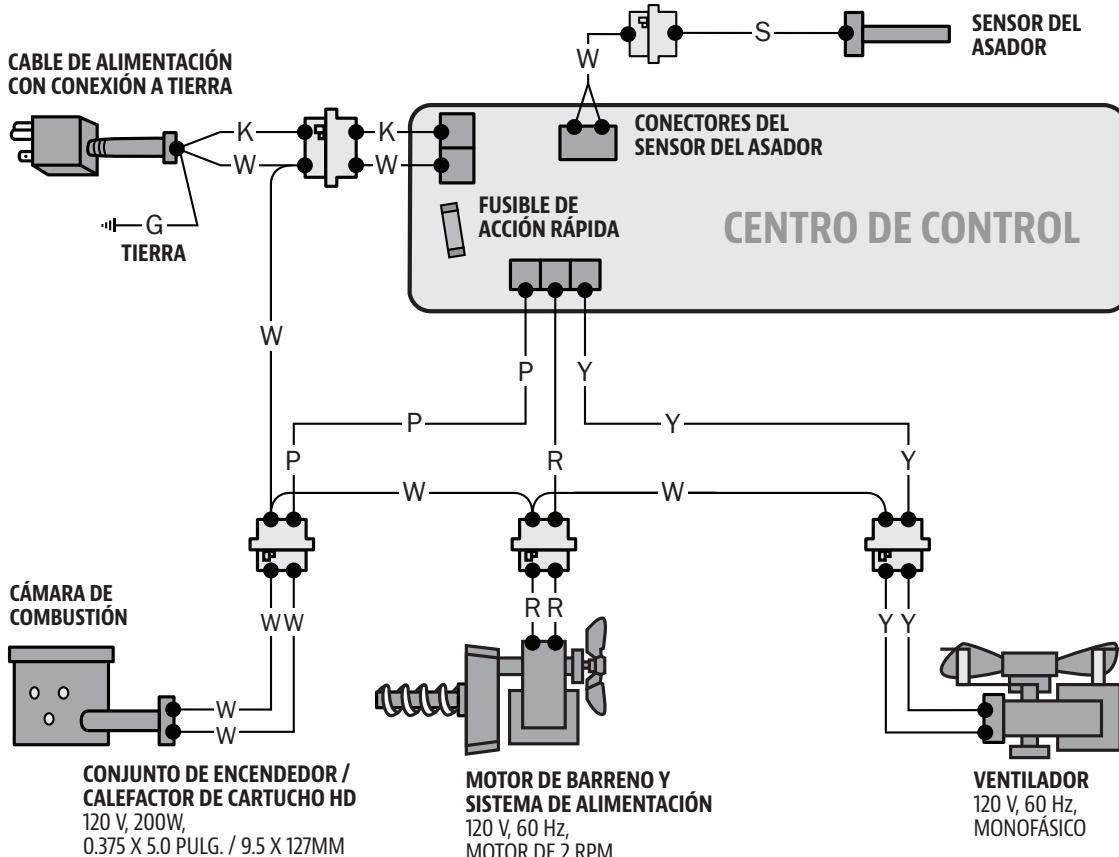 SENSOR DEL
ASADOR
S
W
CABLE DE ALIMENTACIÓN
CON CONEXIÓN A TIERRA
CONECTORES DEL
SENSOR DEL ASADOR
K
K
W
W
FUSIBLE DE
ACCIÓN RÁPIDA
CENTRO DE CONTROL
G
TIERRA
W
P
Y
P
Y
P
R
Y
W
W
CÁMARA DE
COMBUSTIÓN
W W
R R
Y Y
W
W
CONJUNTO DE ENCENDEDOR /
CALEFACTOR DE CARTUCHO HD
120 V, 200W,
0.375 X 5.0 PULG. / 9.5 X 127MM
MOTOR DE BARRENO Y
SISTEMA DE ALIMENTACIÓN
120 V, 60 Hz,
MOTOR DE 2 RPM
VENTILADOR
120 V, 60 Hz,
MONOFÁSICO